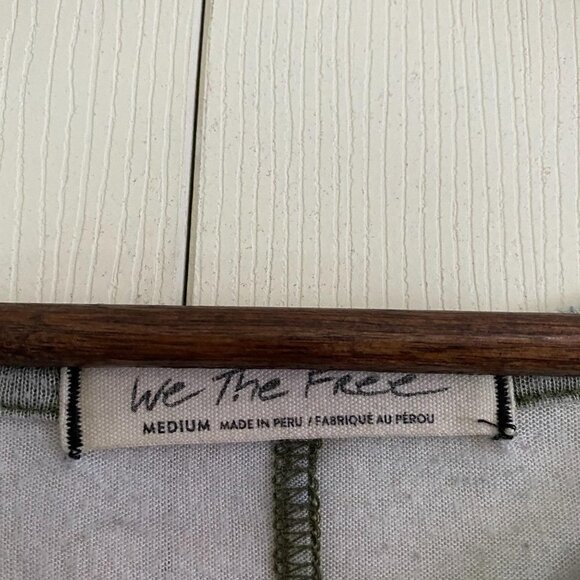 We The Free
MEDIUM MADE IN PERU / FABRIQUÉ AU PÉROU